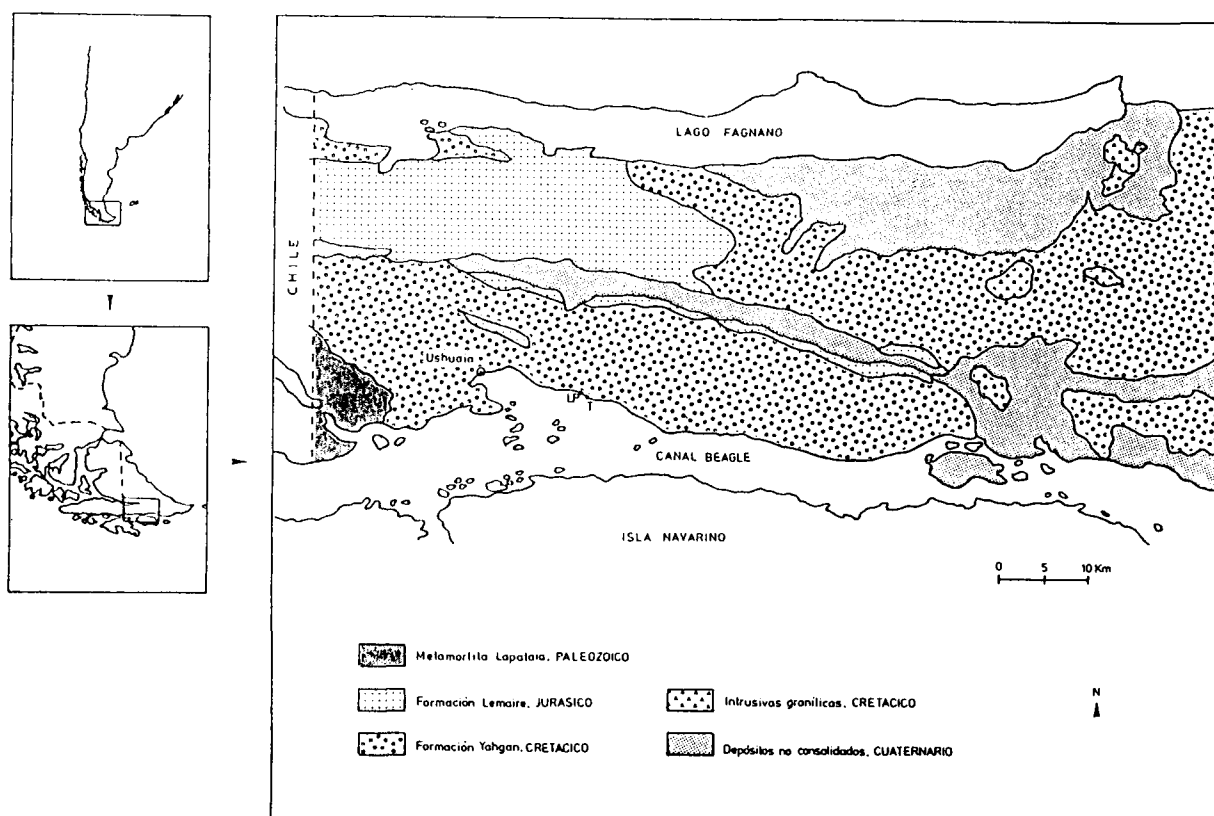 LAGO FAGNANO
CHILE
Ushuaia
CANAL BEAGLE
ISLA NAVARINO
0 5 10 Km
Metamorfita Lapataia, PALEOZOICO
Formación Lemaire, JURASICO
Formación Yahgan, CRETACICO
Intrusivas graníticas, CRETACICO
Depósitos no consolidados, CUATERNARIO
N